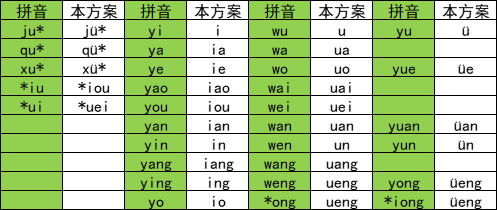 拼音 本方案 拼音 本方案 拼音 本方案 拼音 本方案
ju* jü* yi i wu u yu ü
qu* qü* ya ia wa ua
xu* xü* ye ie wo uo yue üe
*iu *iou yao iao wai uai
*ui *uei you iou wei uei
yan ian wan uan yuan üan
yin in wen un yun ün
yang iang wang uang
ying ing weng ueng yong üeng
yo io *ong ueng *iong üeng